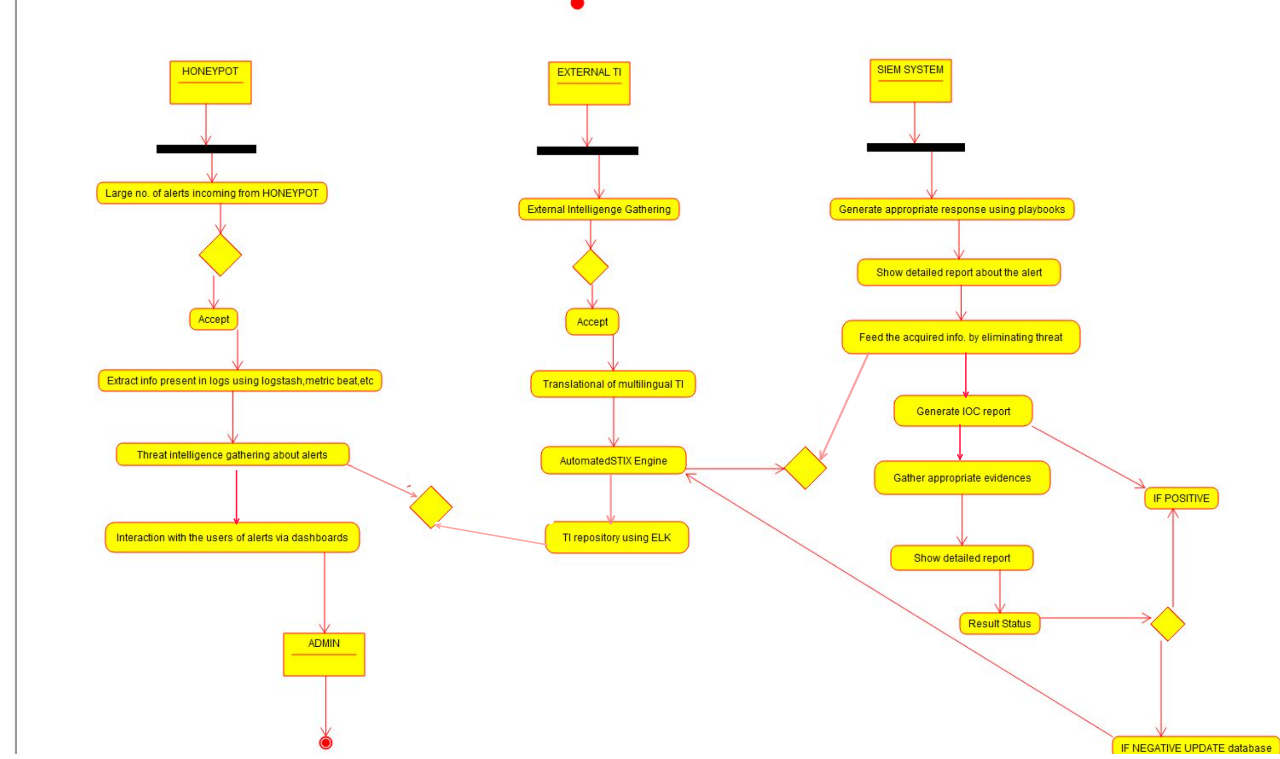 HONEYPOT
EXTERNAL TI
SIEM SYSTEM
Large no. of alerts incoming from HONEYPOT
External Intelligenge Gathering
Generate appropriate response using playbooks
Show detailed report about the alert
Accept
Accept
Feed the acquired info. by eliminating threat
Extract info present in logs using logstash,metric beat,etc
Translational of multilingual TI
Generate IOC report
Threat intelligence gathering about alerts
AutomatedSTIX Engine
Gather appropriate evidences
IF POSITIVE
Interaction with the users of alerts via dashboards
TI repository using ELK
Show detailed report
Result Status
ADMIN
IF NEGATIVE UPDATE database